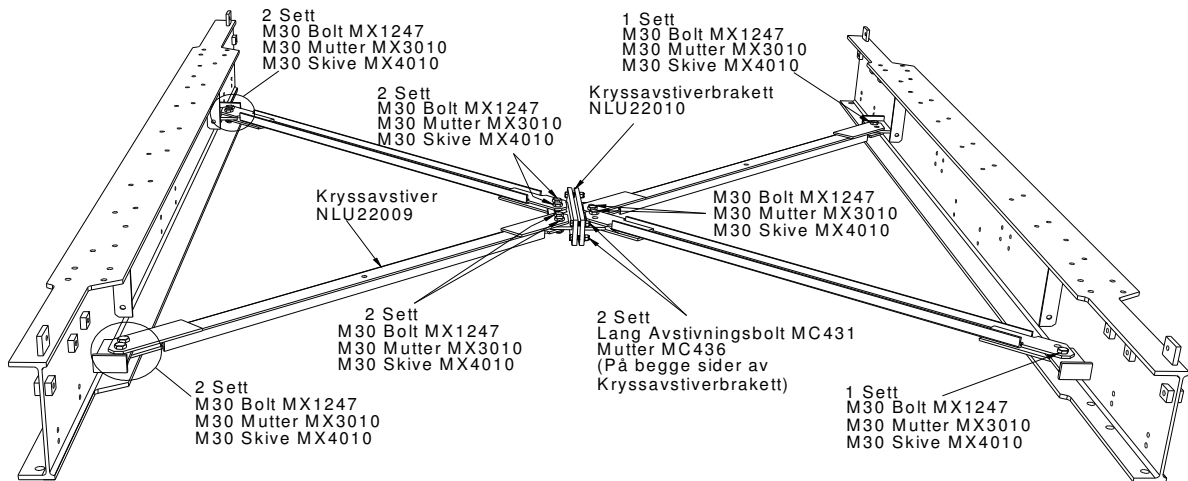 2 Sett
M30 Bolt MX1247
M30 Mutter MX3010
M30 Skive MX4010
1 Sett
M30 Bolt MX1247
M30 Mutter MX3010
M30 Skive MX4010
2 Sett
M30 Bolt MX1247
M30 Mutter MX3010
M30 Skive MX4010
Kryssavstiverbrakett
NLU22010
Kryssavstiver
NLU22009
M30 Bolt MX1247
M30 Mutter MX3010
M30 Skive MX4010
2 Sett
M30 Bolt MX1247
M30 Mutter MX3010
M30 Skive MX4010
2 Sett
Lang Avstivningsbolt MC431
Mutter MC436
(På begge sider av
Kryssavstiverbrakett)
2 Sett
M30 Bolt MX1247
M30 Mutter MX3010
M30 Skive MX4010
1 Sett
M30 Bolt MX1247
M30 Mutter MX3010
M30 Skive MX4010